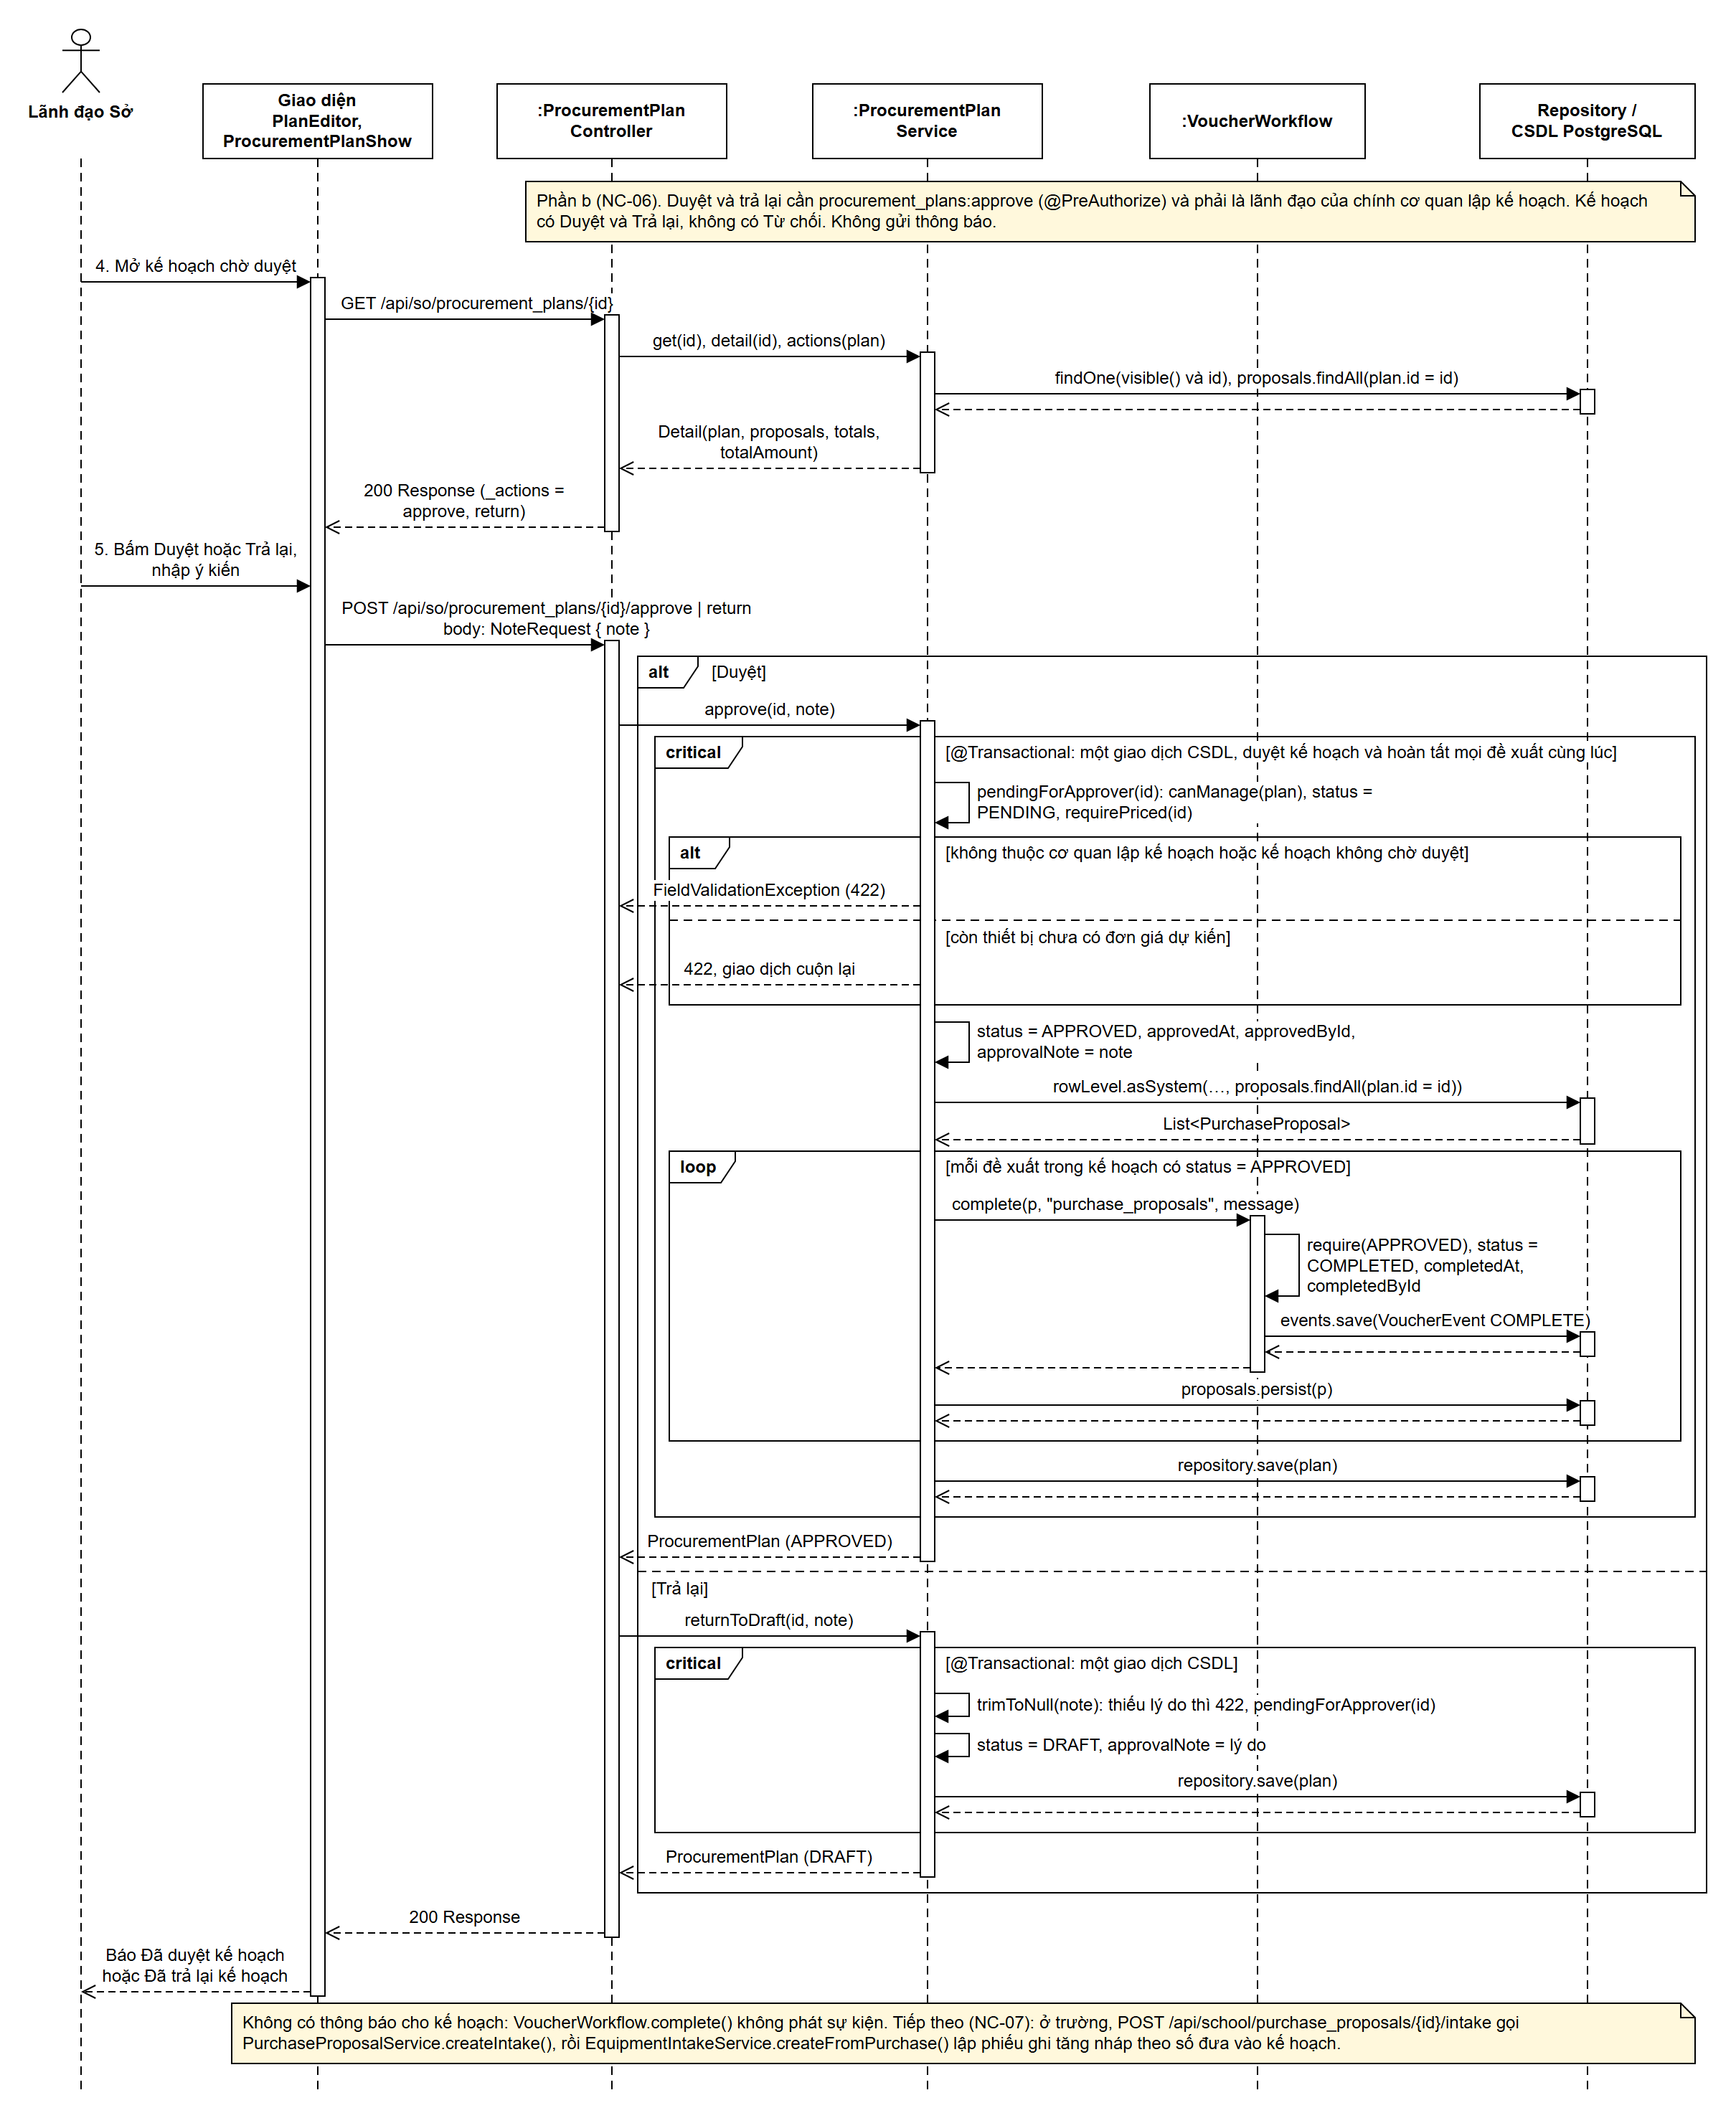 Lãnh đạo Sở
Giao diện
PlanEditor,
ProcurementPlanShow
:ProcurementPlan
Controller
:ProcurementPlan
Service
:VoucherWorkflow
Repository /
CSDL PostgreSQL
Phần b (NC-06). Duyệt và trả lại cần procurement_plans:approve (@PreAuthorize) và phải là lãnh đạo của chính cơ quan lập kế hoạch. Kế hoạch
có Duyệt và Trả lại, không có Từ chối. Không gửi thông báo.
4. Mở kế hoạch chờ duyệt
GET /api/so/procurement_plans/{id}
get(id), detail(id), actions(plan)
findOne(visible() và id), proposals.findAll(plan.id = id)
Detail(plan, proposals, totals,
totalAmount)
200 Response (_actions =
approve, return)
5. Bấm Duyệt hoặc Trả lại,
nhập ý kiến
POST /api/so/procurement_plans/{id}/approve | return
body: NoteRequest { note }
alt
[Duyệt]
approve(id, note)
critical
[@Transactional: một giao dịch CSDL, duyệt kế hoạch và hoàn tất mọi đề xuất cùng lúc]
pendingForApprover(id): canManage(plan), status =
PENDING, requirePriced(id)
alt
[không thuộc cơ quan lập kế hoạch hoặc kế hoạch không chờ duyệt]
FieldValidationException (422)
[còn thiết bị chưa có đơn giá dự kiến]
422, giao dịch cuộn lại
status = APPROVED, approvedAt, approvedById,
approvalNote = note
rowLevel.asSystem(…, proposals.findAll(plan.id = id))
List<PurchaseProposal>
loop
[mỗi đề xuất trong kế hoạch có status = APPROVED]
complete(p, "purchase_proposals", message)
require(APPROVED), status =
COMPLETED, completedAt,
completedById
events.save(VoucherEvent COMPLETE)
proposals.persist(p)
repository.save(plan)
ProcurementPlan (APPROVED)
[Trả lại]
returnToDraft(id, note)
critical
[@Transactional: một giao dịch CSDL]
trimToNull(note): thiếu lý do thì 422, pendingForApprover(id)
status = DRAFT, approvalNote = lý do
repository.save(plan)
ProcurementPlan (DRAFT)
200 Response
Báo Đã duyệt kế hoạch
hoặc Đã trả lại kế hoạch
Không có thông báo cho kế hoạch: VoucherWorkflow.complete() không phát sự kiện. Tiếp theo (NC-07): ở trường, POST /api/school/purchase_proposals/{id}/intake gọi
PurchaseProposalService.createIntake(), rồi EquipmentIntakeService.createFromPurchase() lập phiếu ghi tăng nháp theo số đưa vào kế hoạch.